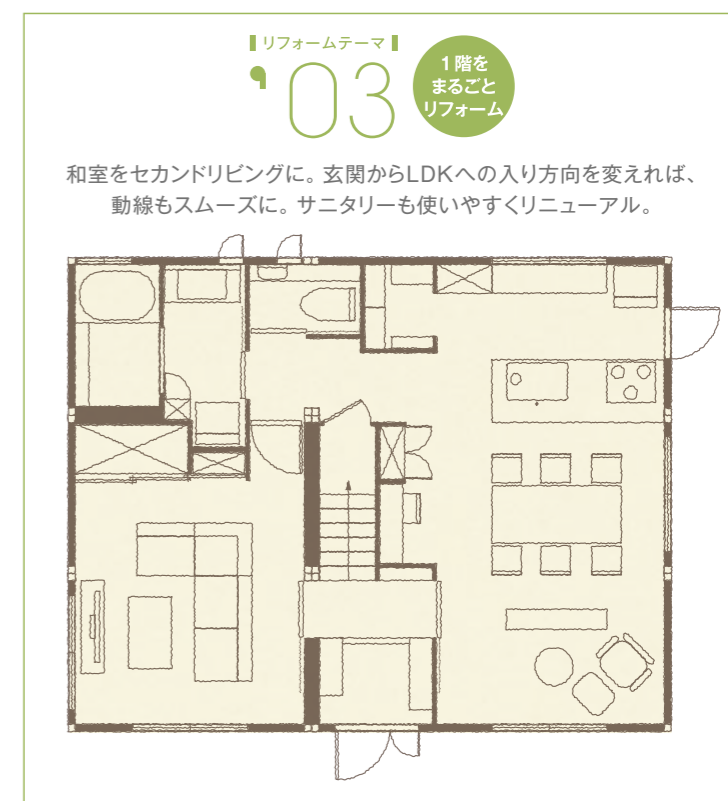 リフォームテーマ
'03
1階を
まるごと
リフォーム
和室をセカンドリビングに。玄関からLDKへの入り方向を変えれば、
動線もスムーズに。サニタリーも使いやすくリニューアル。